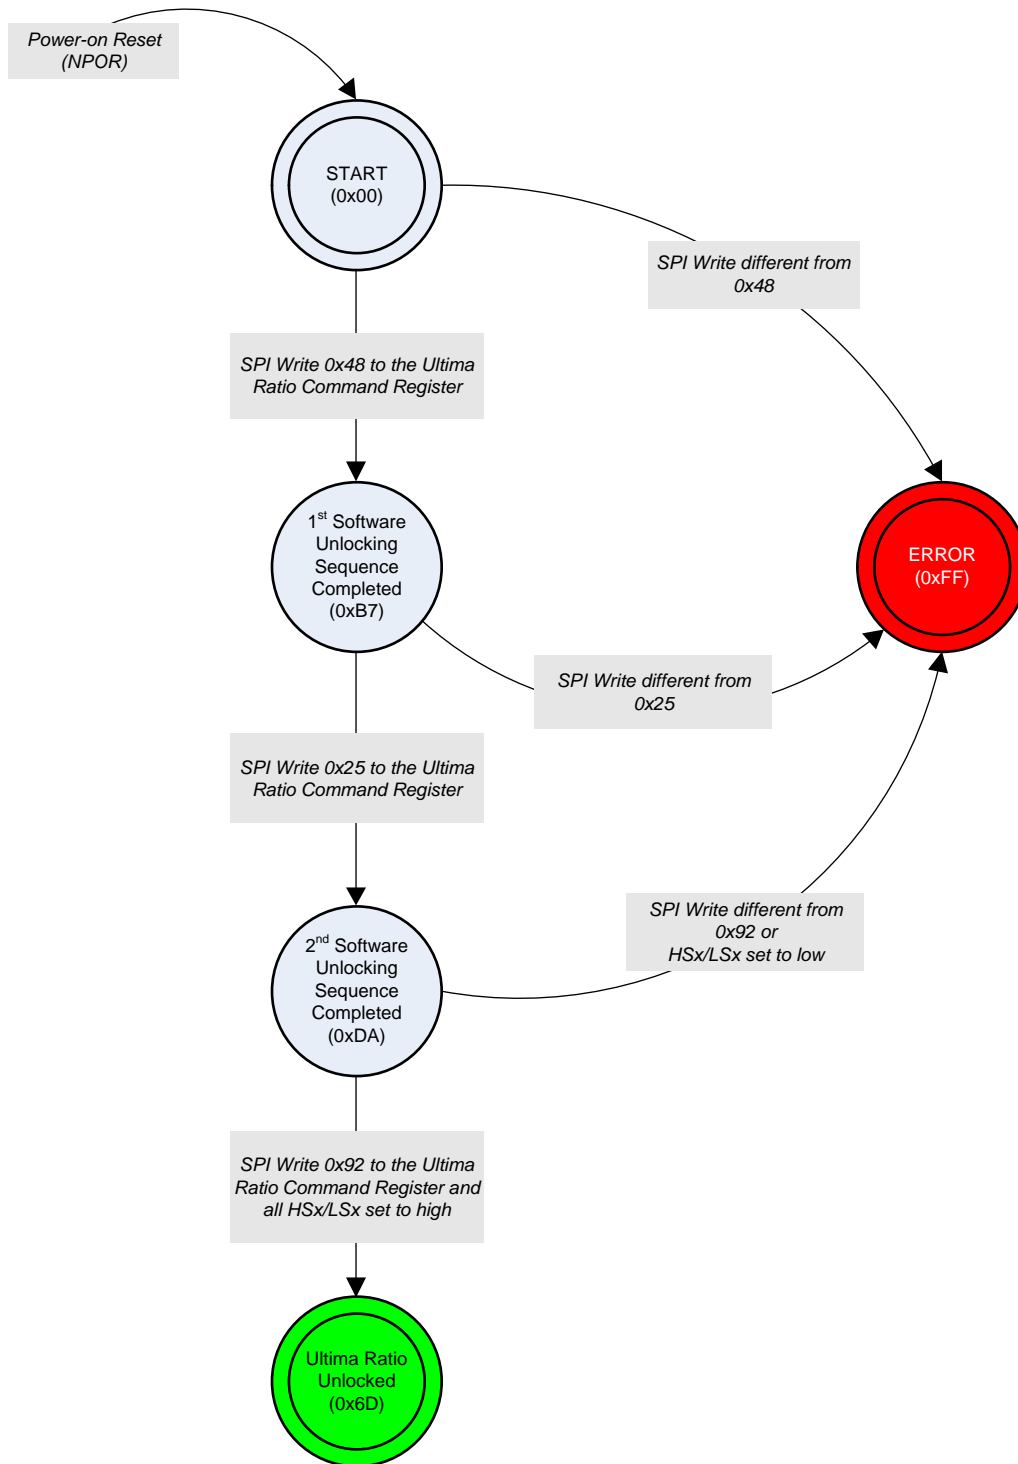 Power-on Reset
(NPOR)
START
(0x00)
SPI Write different from
0x48
SPI Write 0x48 to the Ultima
Ratio Command Register
1st Software
Unlocking
Sequence
Completed
(0xB7)
ERROR
(0xFF)
SPI Write different from
0x25
SPI Write 0x25 to the Ultima
Ratio Command Register
2nd Software
Unlocking
Sequence
Completed
(0xDA)
SPI Write different from
0x92 or
HSx/LSx set to low
SPI Write 0x92 to the Ultima
Ratio Command Register and
all HSx/LSx set to high
Ultima Ratio
Unlocked
(0x6D)